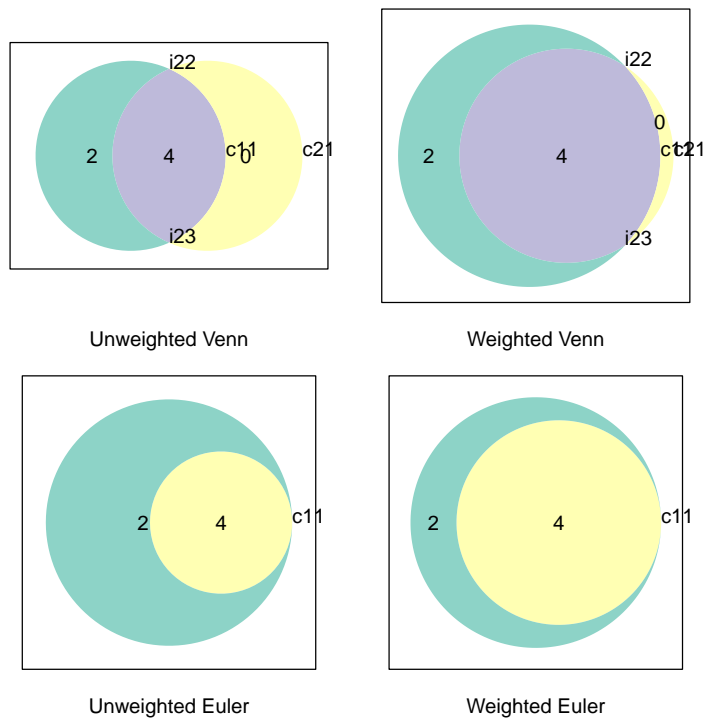 i22
i22
2
4
c11
0
c21
0
2
4
c11
c21
i23
i23
Unweighted Venn
Weighted Venn
2
4
c11
2
4
c11
Unweighted Euler
Weighted Euler